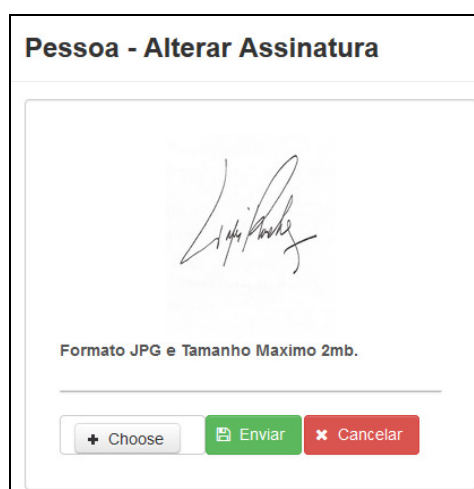 Pessoa - Alterar Assinatura
Formato JPG e Tamanho Maximo 2mb.
Choose Enviar Cancelar